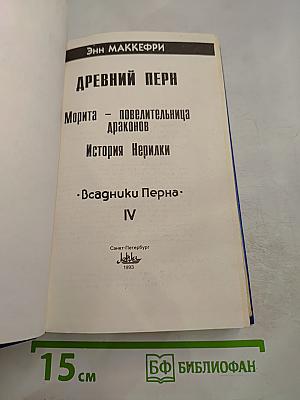 Энн МАККЕФРИ
ДРЕВНИЙ ПЕРН
Морита – повелительница
драконов
История Нерилки
·Всадники Перна·
IV
Санкт-Петербург
1993
15 см
БФ БИБЛИОФАН